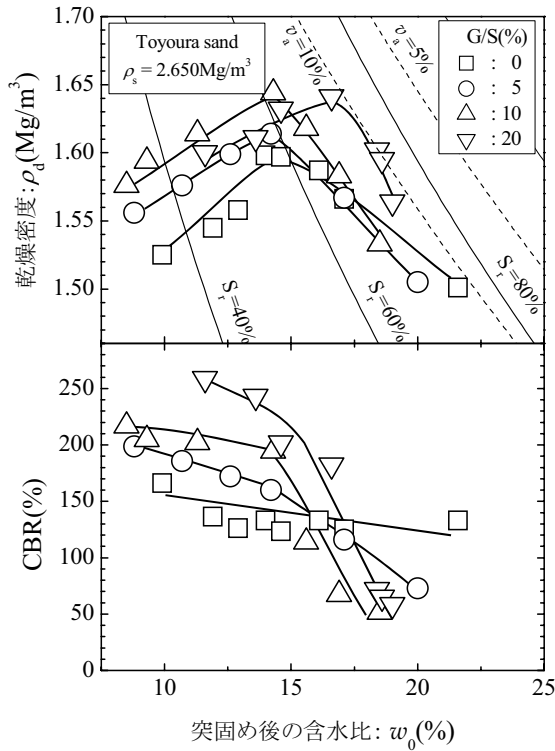 1.70
1.65
1.60
1.55
1.50
乾燥密度:ρd(Mg/m³)
Toyoura sand
ρs = 2.650Mg/m³
va=10%
va=5%
G/S(%)
: 0
: 5
: 10
: 20
Sr=40%
Sr=60%
Sr=80%
250
200
150
100
50
0
CBR(%)
10 15 20 25
突固め後の含水比: w0(%)